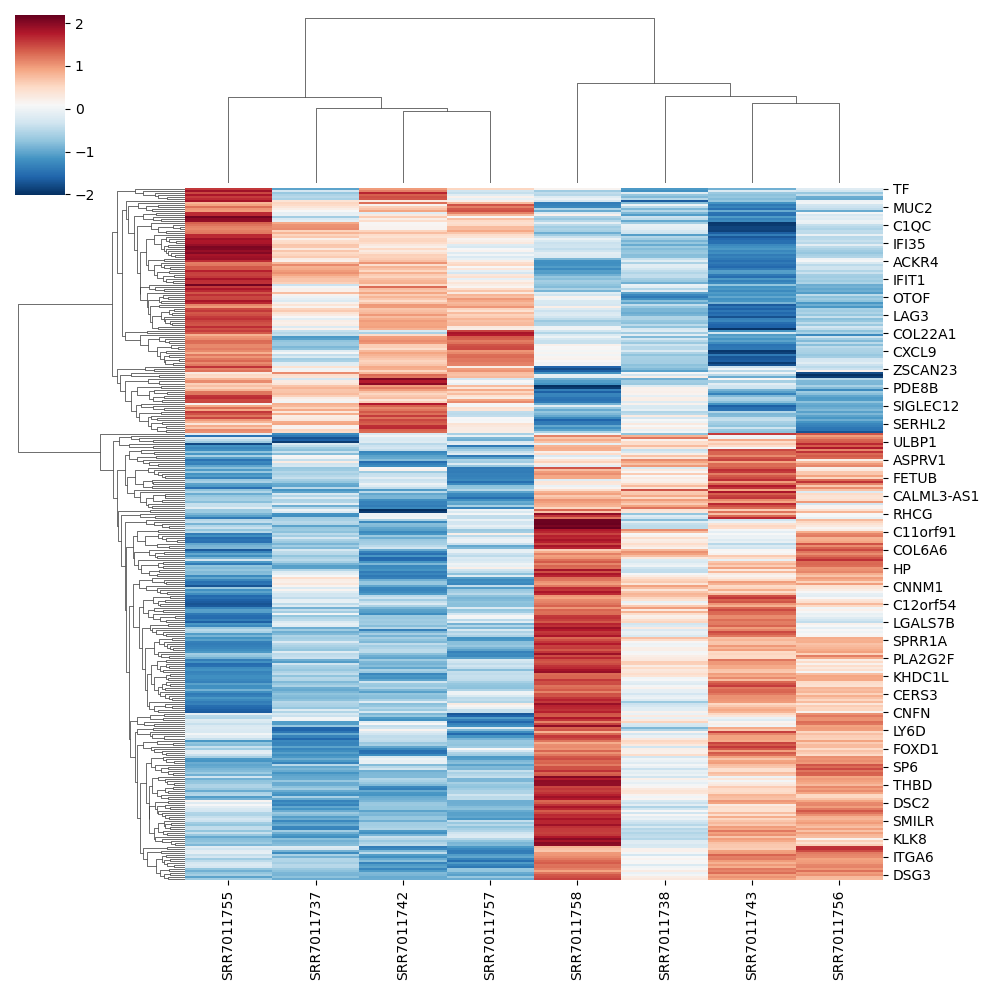 2
1
0
−1
−2
TF
MUC2
C1QC
IFI35
ACKR4
IFIT1
OTOF
LAG3
COL22A1
CXCL9
ZSCAN23
PDE8B
SIGLEC12
SERHL2
ULBP1
ASPRV1
FETUB
CALML3-AS1
RHCG
C11orf91
COL6A6
HP
CNNM1
C12orf54
LGALS7B
SPRR1A
PLA2G2F
KHDC1L
CERS3
CNFN
LY6D
FOXD1
SP6
THBD
DSC2
SMILR
KLK8
ITGA6
DSG3
SRR7011755
SRR7011737
SRR7011742
SRR7011757
SRR7011758
SRR7011738
SRR7011743
SRR7011756